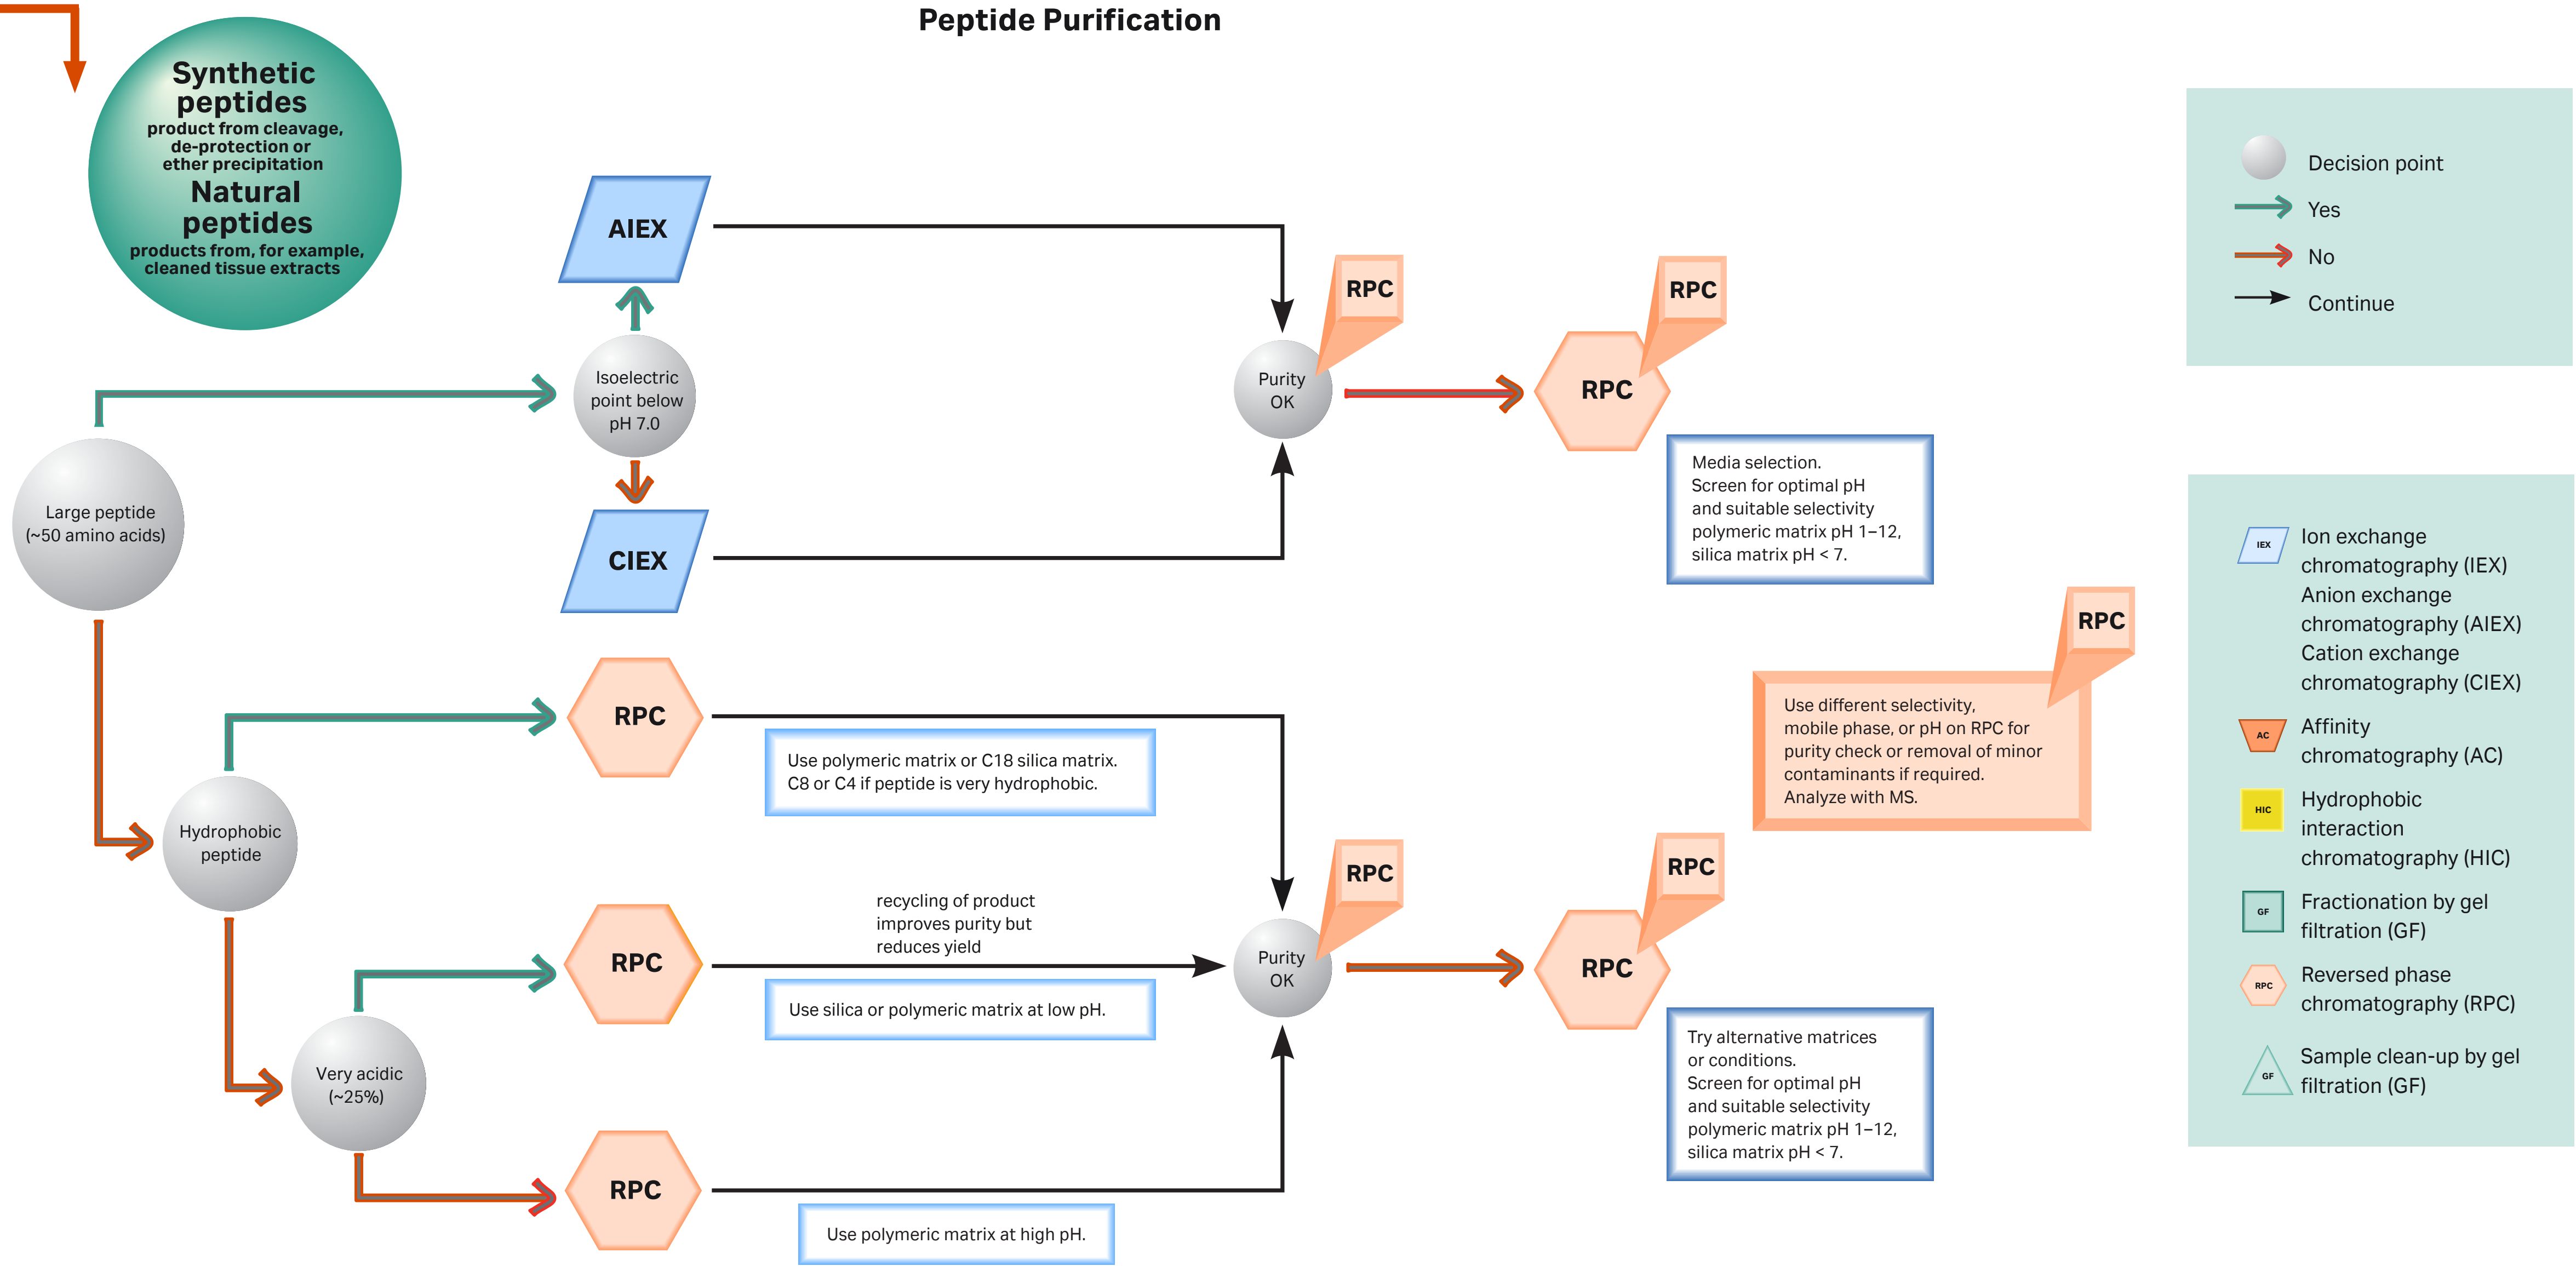 Peptide Purification
Synthetic
peptides
product from cleavage,
de-protection or
ether precipitation
Natural
peptides
products from, for example,
cleaned tissue extracts
Large peptide
(~50 amino acids)
Isoelectric
point below
pH 7.0
AIEX
CIEX
Purity
OK
RPC
RPC
RPC
Media selection.
Screen for optimal pH
and suitable selectivity
polymeric matrix pH 1–12,
silica matrix pH < 7.
Hydrophobic
peptide
RPC
Use polymeric matrix or C18 silica matrix.
C8 or C4 if peptide is very hydrophobic.
RPC
Use different selectivity,
mobile phase, or pH on RPC for
purity check or removal of minor
contaminants if required.
Analyze with MS.
Very acidic
(~25%)
RPC
recycling of product
improves purity but
reduces yield
Use silica or polymeric matrix at low pH.
Purity
OK
RPC
RPC
RPC
Try alternative matrices
or conditions.
Screen for optimal pH
and suitable selectivity
polymeric matrix pH 1–12,
silica matrix pH < 7.
RPC
Use polymeric matrix at high pH.
Decision point
Yes
No
Continue
IEX
Ion exchange
chromatography (IEX)
Anion exchange
chromatography (AIEX)
Cation exchange
chromatography (CIEX)
AC
Affinity
chromatography (AC)
HIC
Hydrophobic
interaction
chromatography (HIC)
GF
Fractionation by gel
filtration (GF)
RPC
Reversed phase
chromatography (RPC)
GF
Sample clean-up by gel
filtration (GF)